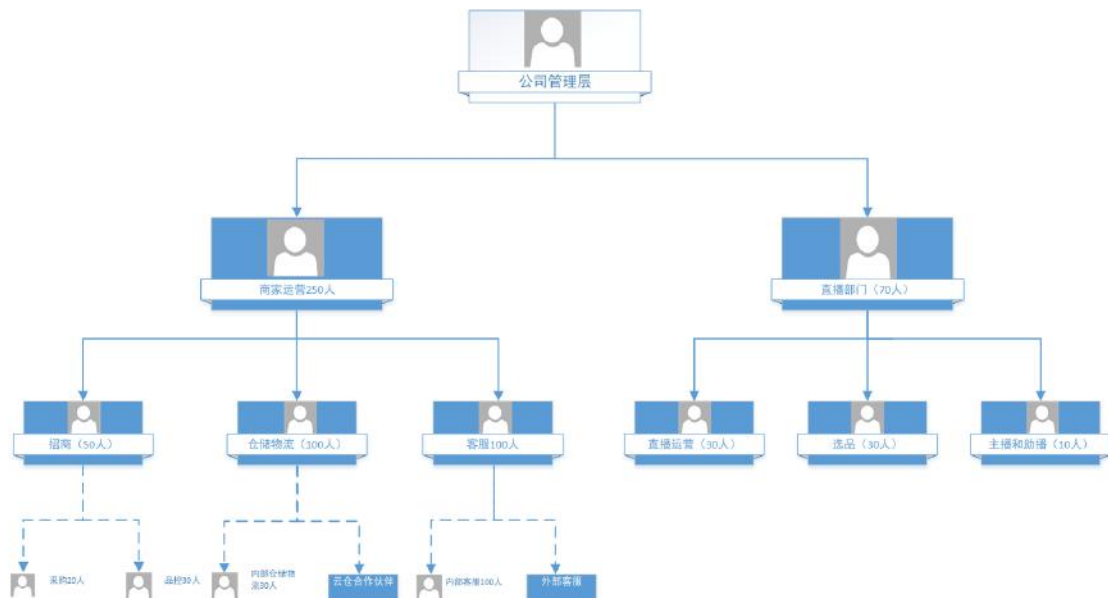 公司管理层
商家运营250人
直播部门（70人）
招商（50人）
仓储物流（100人）
客服100人
直播运营（30人）
选品（30人）
主播和助播（10人）
采购20人
品控30人
内部仓储物
流30人
云仓合作伙伴
内部客服100人
外部客服